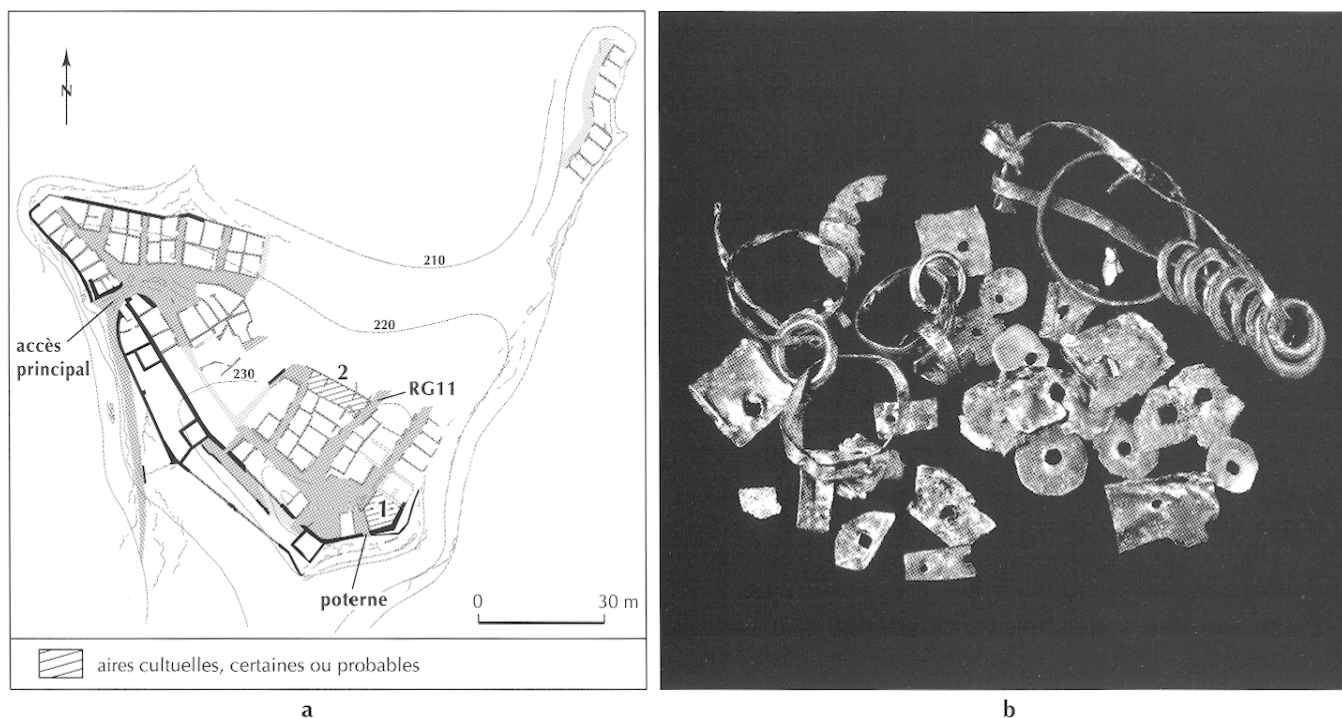 N
210
220
accès
principal
230
2
RG11
1
poterne
0 30 m
aires cultuelles, certaines ou probables
a
b